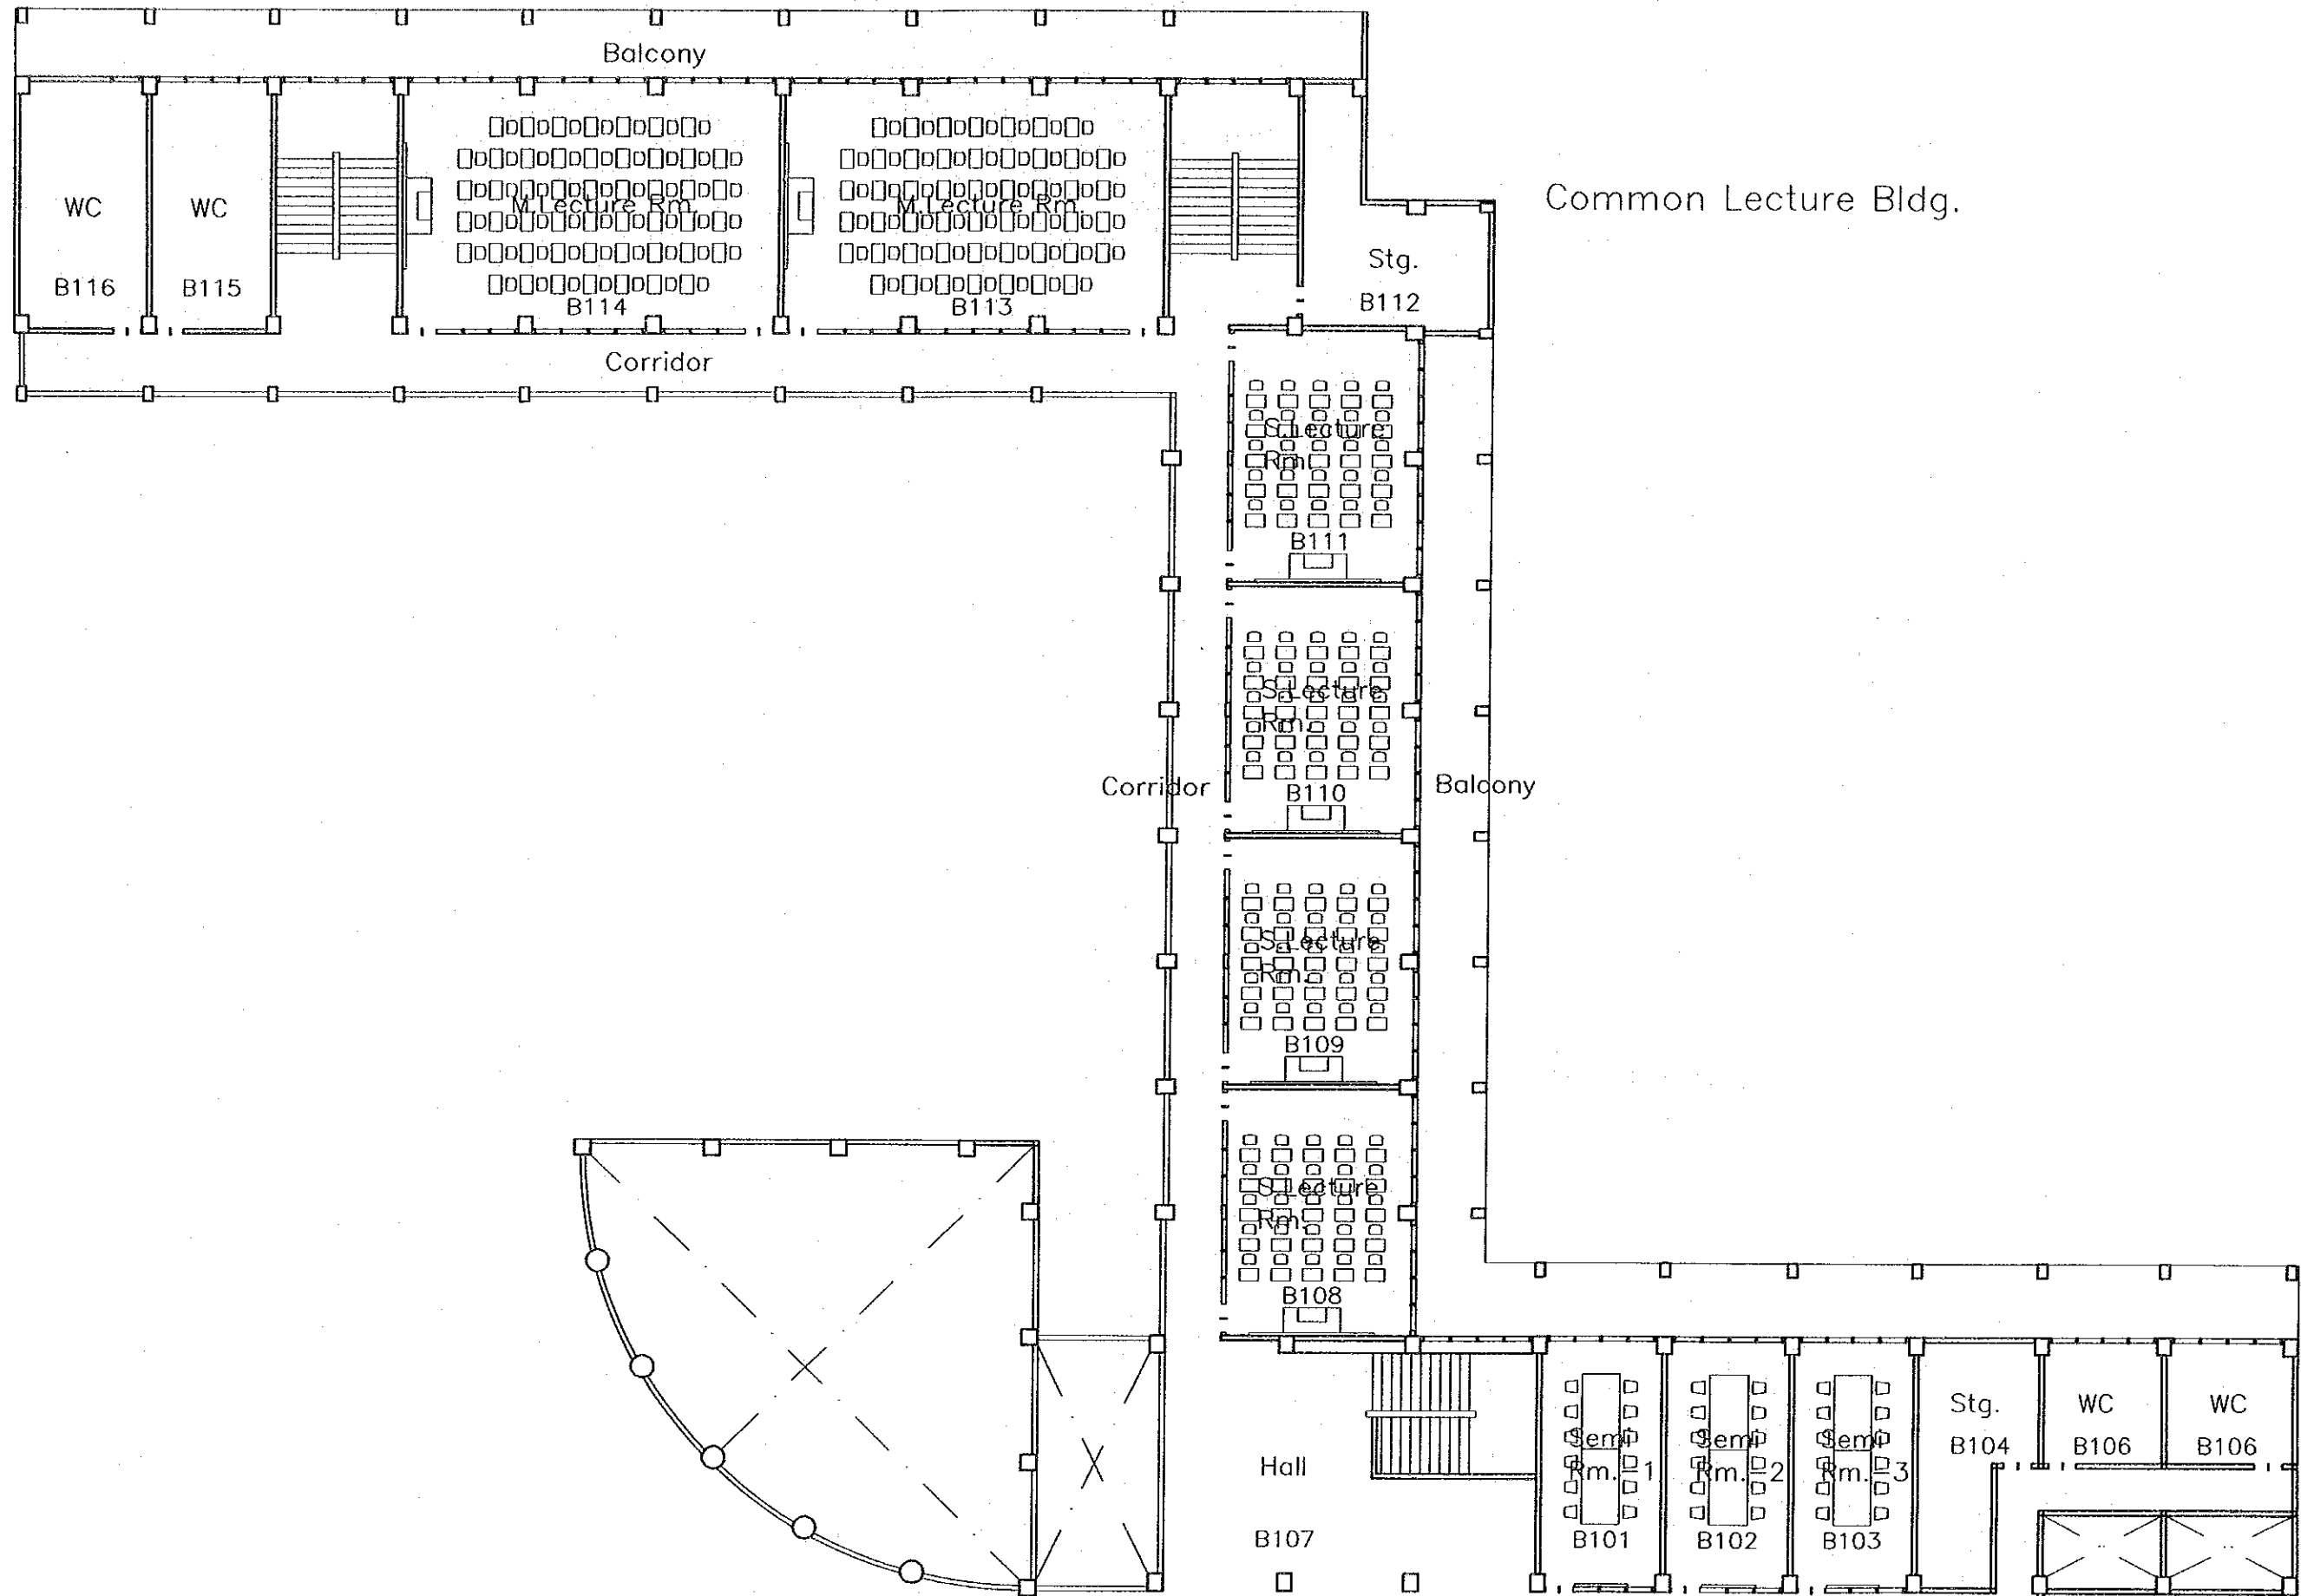 Balcony
Common Lecture Bldg.
WC
WC
M.Lecture Rm.
M.Lecture Rm.
Stg.
B116
B115
B114
B113
B112
Corridor
S.Lecture
Rm.
B111
S.Lecture
Rm.
Corridor
B110
Balcony
S.Lecture
Rm.
B109
S.Lecture
Rm.
B108
Hall
B107
Semi
Rm.-1
B101
Semi
Rm.-2
B102
Semi
Rm.-3
B103
Stg.
B104
WC
B106
WC
B106